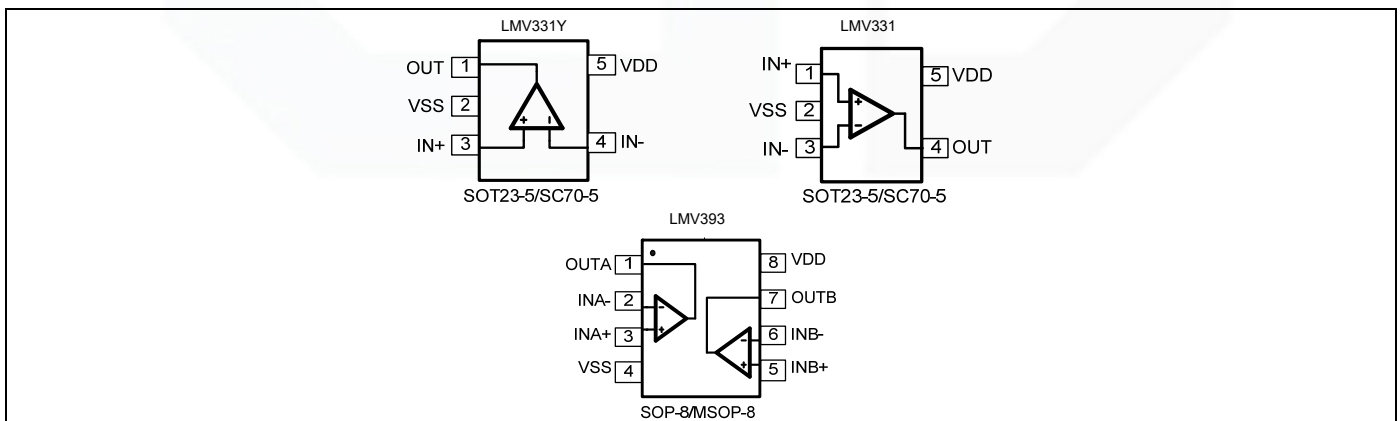 LMV331Y
OUT 1 5 VDD
VSS 2
IN+ 3 4 IN-
+ -
SOT23-5/SC70-5
LMV331
IN+ 1 5 VDD
VSS 2
IN- 3 4 OUT
+
-
SOT23-5/SC70-5
LMV393
OUTA 1 8 VDD
INA- 2 7 OUTB
INA+ 3 6 INB-
VSS 4 5 INB+
- -
+ +
SOP-8/MSOP-8